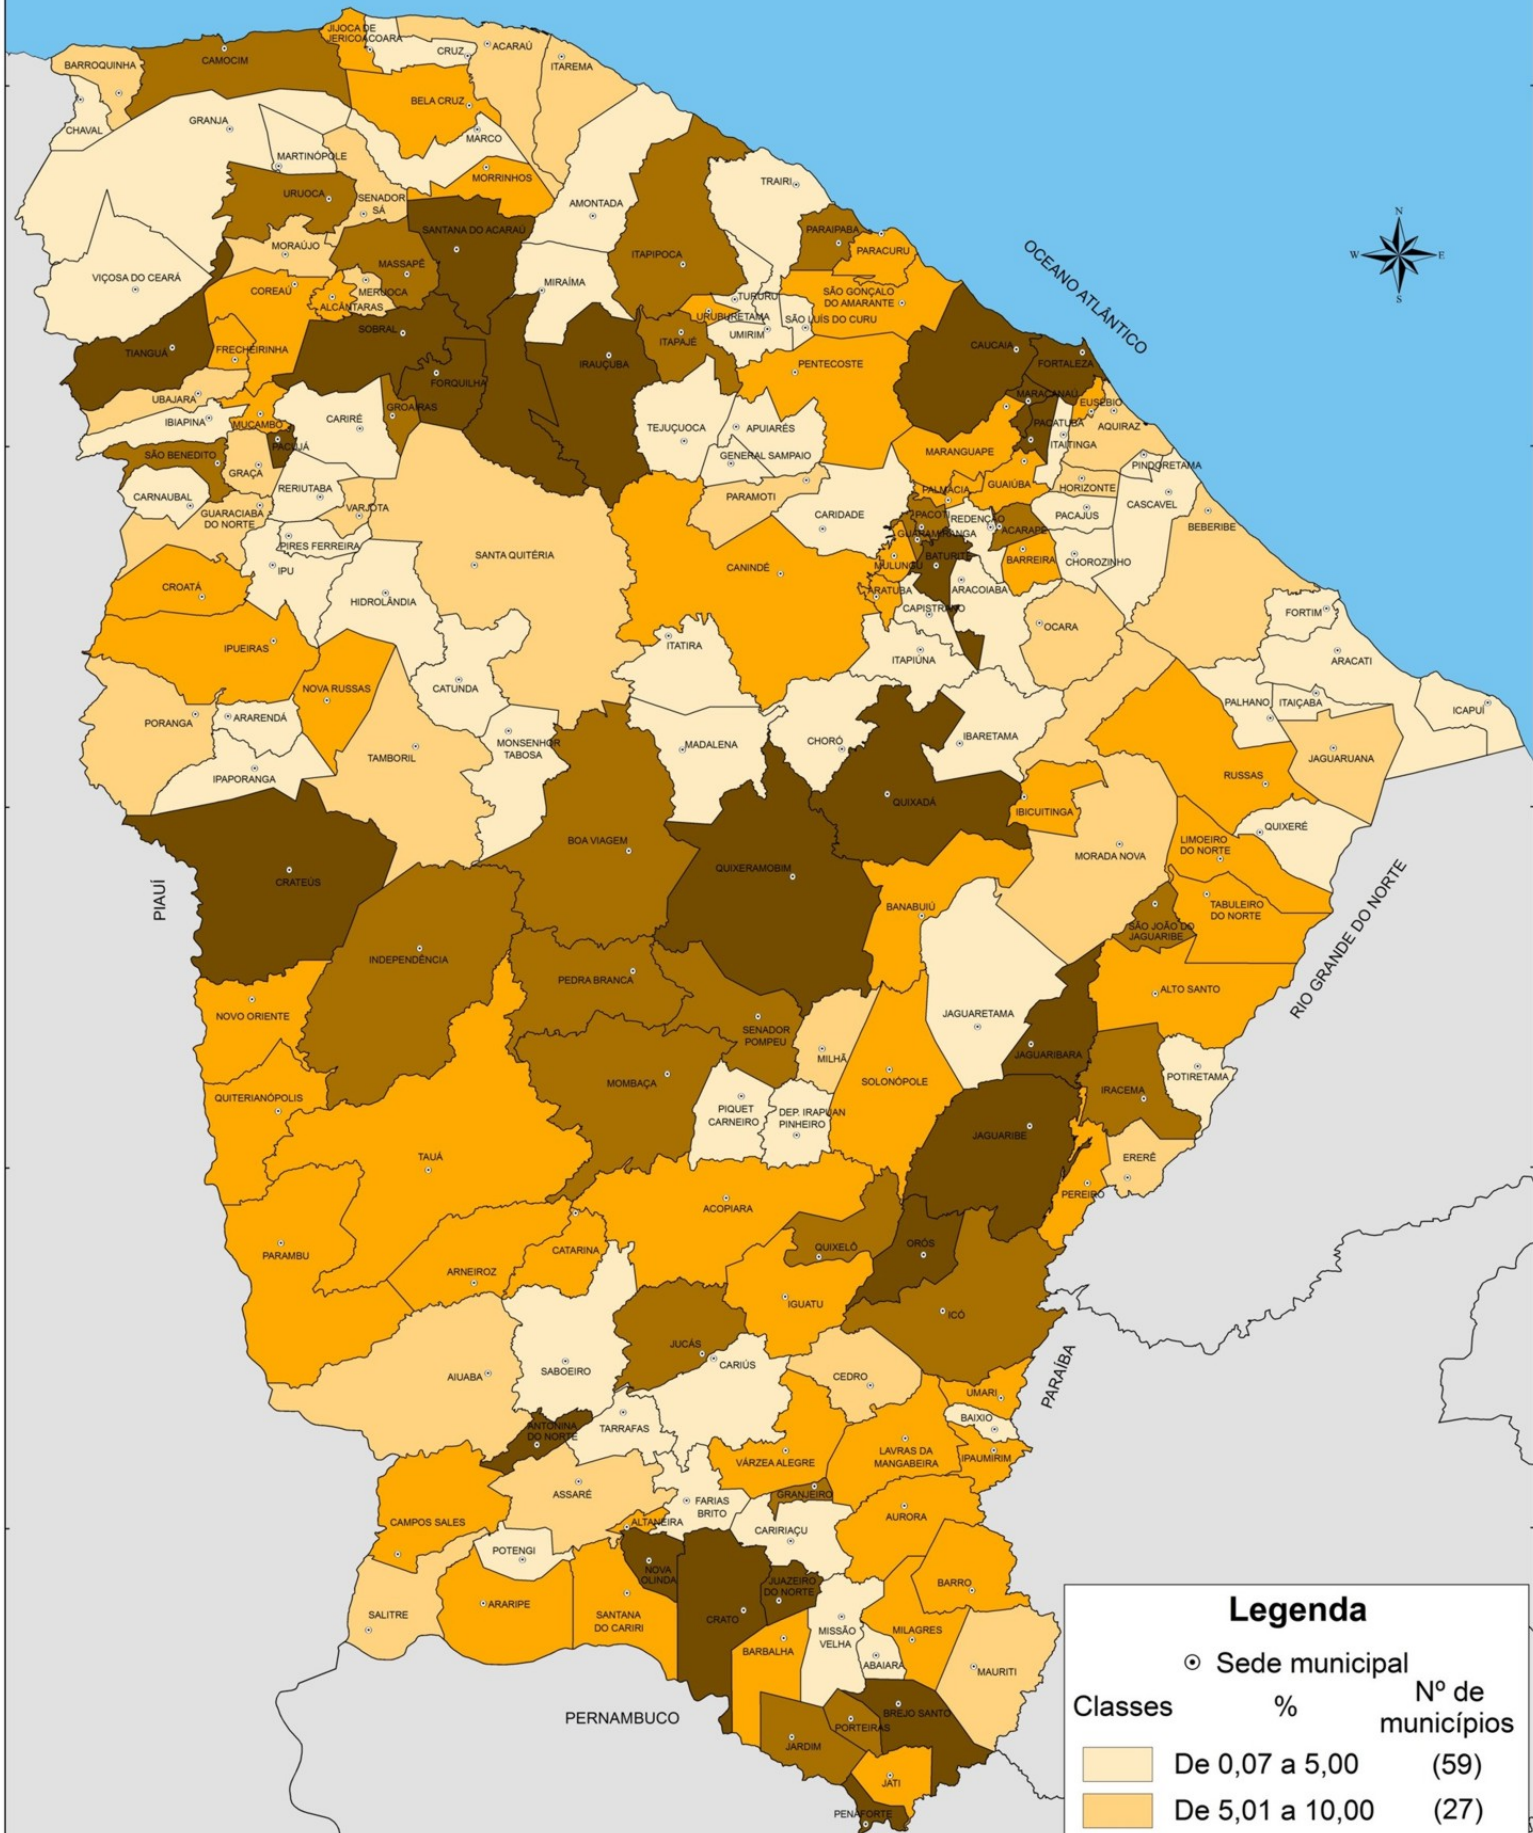 JIJOCA DE
JERICOACOARA
CRUZ
ACARAÚ
BARROQUINHA
CAMOCIM
ITAREMA
BELA CRUZ
CHAVAL
GRANJA
MARCO
MARTINÓPOLE
MORRINHOS
TRAIRI
URUOCA
SENADOR
SÁ
AMONTADA
SANTANA DO ACARAÚ
PARAIPABA
PARACURU
MORAÚJO
MASSAPÊ
ITAPIPOCA
VIÇOSA DO CEARÁ
MIRAÍMA
COREAÚ
MERUOCA
ALCÂNTARAS
TURURU
SÃO GONÇALO
DO AMARANTE
URUBURETAMA
SÃO LUÍS DO CURU
OCEANO ATLÂNTICO
N
W
E
S
SOBRAL
UMIRIM
ITAPAJÉ
TIANGUÁ
FRECHEIRINHA
IRAUÇUBA
PENTECOSTE
CAUCAIA
FORTALEZA
FORQUILHA
MARACANAÚ
EUSÉBIO
UBAJARA
GROAÍRAS
IBIAPINA
MUCAMBO
CARIRÉ
TEJUÇUOCA
APUIARÉS
PACATUBA
AQUIRAZ
ITAITINGA
PACUJÁ
SÃO BENEDITO
GENERAL SAMPAIO
MARANGUAPE
PINDORETAMA
GRAÇA
CARNAUBAL
RERIUTABA
PARAMOTI
PALMÁCIA
GUAIÚBA
HORIZONTE
CASCAVEL
GUARACIABA
DO NORTE
VARJOTA
CARIDADE
PACOTI
REDENÇÃO
PACAJUS
BEBERIBE
GUARAMIRANGA
ACARAPE
PIRES FERREIRA
SANTA QUITÉRIA
BATURITÉ
BARREIRA
CHOROZINHO
IPU
CANINDÉ
MULUNGU
CROATÁ
HIDROLÂNDIA
ARATUBA
ARACOIABA
CAPISTRANO
FORTIM
OCARA
IPUEIRAS
ITATIRA
ITAPIÚNA
ARACATI
NOVA RUSSAS
CATUNDA
PALHANO
ITAIÇABA
ICAPUÍ
PORANGA
ARARENDÁ
MONSENHOR
TABOSA
MADALENA
CHORÓ
IBARETAMA
TAMBORIL
JAGUARUANA
IPAPORANGA
RUSSAS
QUIXADÁ
IBICUITINGA
QUIXERÉ
BOA VIAGEM
LIMOEIRO
DO NORTE
MORADA NOVA
QUIXERAMOBIM
CRATEÚS
PIAUÍ
BANABUIÚ
TABULEIRO
DO NORTE
SÃO JOÃO DO
JAGUARIBE
RIO GRANDE DO NORTE
INDEPENDÊNCIA
PEDRA BRANCA
ALTO SANTO
NOVO ORIENTE
JAGUARETAMA
SENADOR
POMPEU
MILHÃ
JAGUARIBARA
MOMBAÇA
SOLONÓPOLE
POTIRETAMA
IRACEMA
QUITERIANÓPOLIS
PIQUET
CARNEIRO
DEP. IRAPUAN
PINHEIRO
JAGUARIBE
TAUÁ
ERERÉ
PEREIRO
ACOPIARA
PARAMBU
CATARINA
QUIXELÔ
ORÓS
ARNEIROZ
IGUATU
ICÓ
JUCÁS
CARIÚS
SABOEIRO
AIUABA
CEDRO
PARAÍBA
UMARI
BAIXIO
ANTONINA
DO NORTE
TARRAFAS
LAVRAS DA
MANGABEIRA
IPAUMIRIM
VÁRZEA ALEGRE
ASSARÉ
GRANJEIRO
FARIAS
BRITO
AURORA
CAMPOS SALES
ALTANEIRA
CARIRIAÇU
POTENGI
NOVA
OLINDA
JUAZEIRO
DO NORTE
BARRO
SALITRE
ARARIPE
SANTANA
DO CARIRI
CRATO
MISSÃO
VELHA
MILAGRES
BARBALHA
ABAIARA
MAURITI
PERNAMBUCO
BREJO SANTO
PORTEIRAS
JARDIM
JATI
PENAFORTE
Legenda
Sede municipal
Classes % Nº de
municípios
De 0,07 a 5,00 (59)
De 5,01 a 10,00 (27)